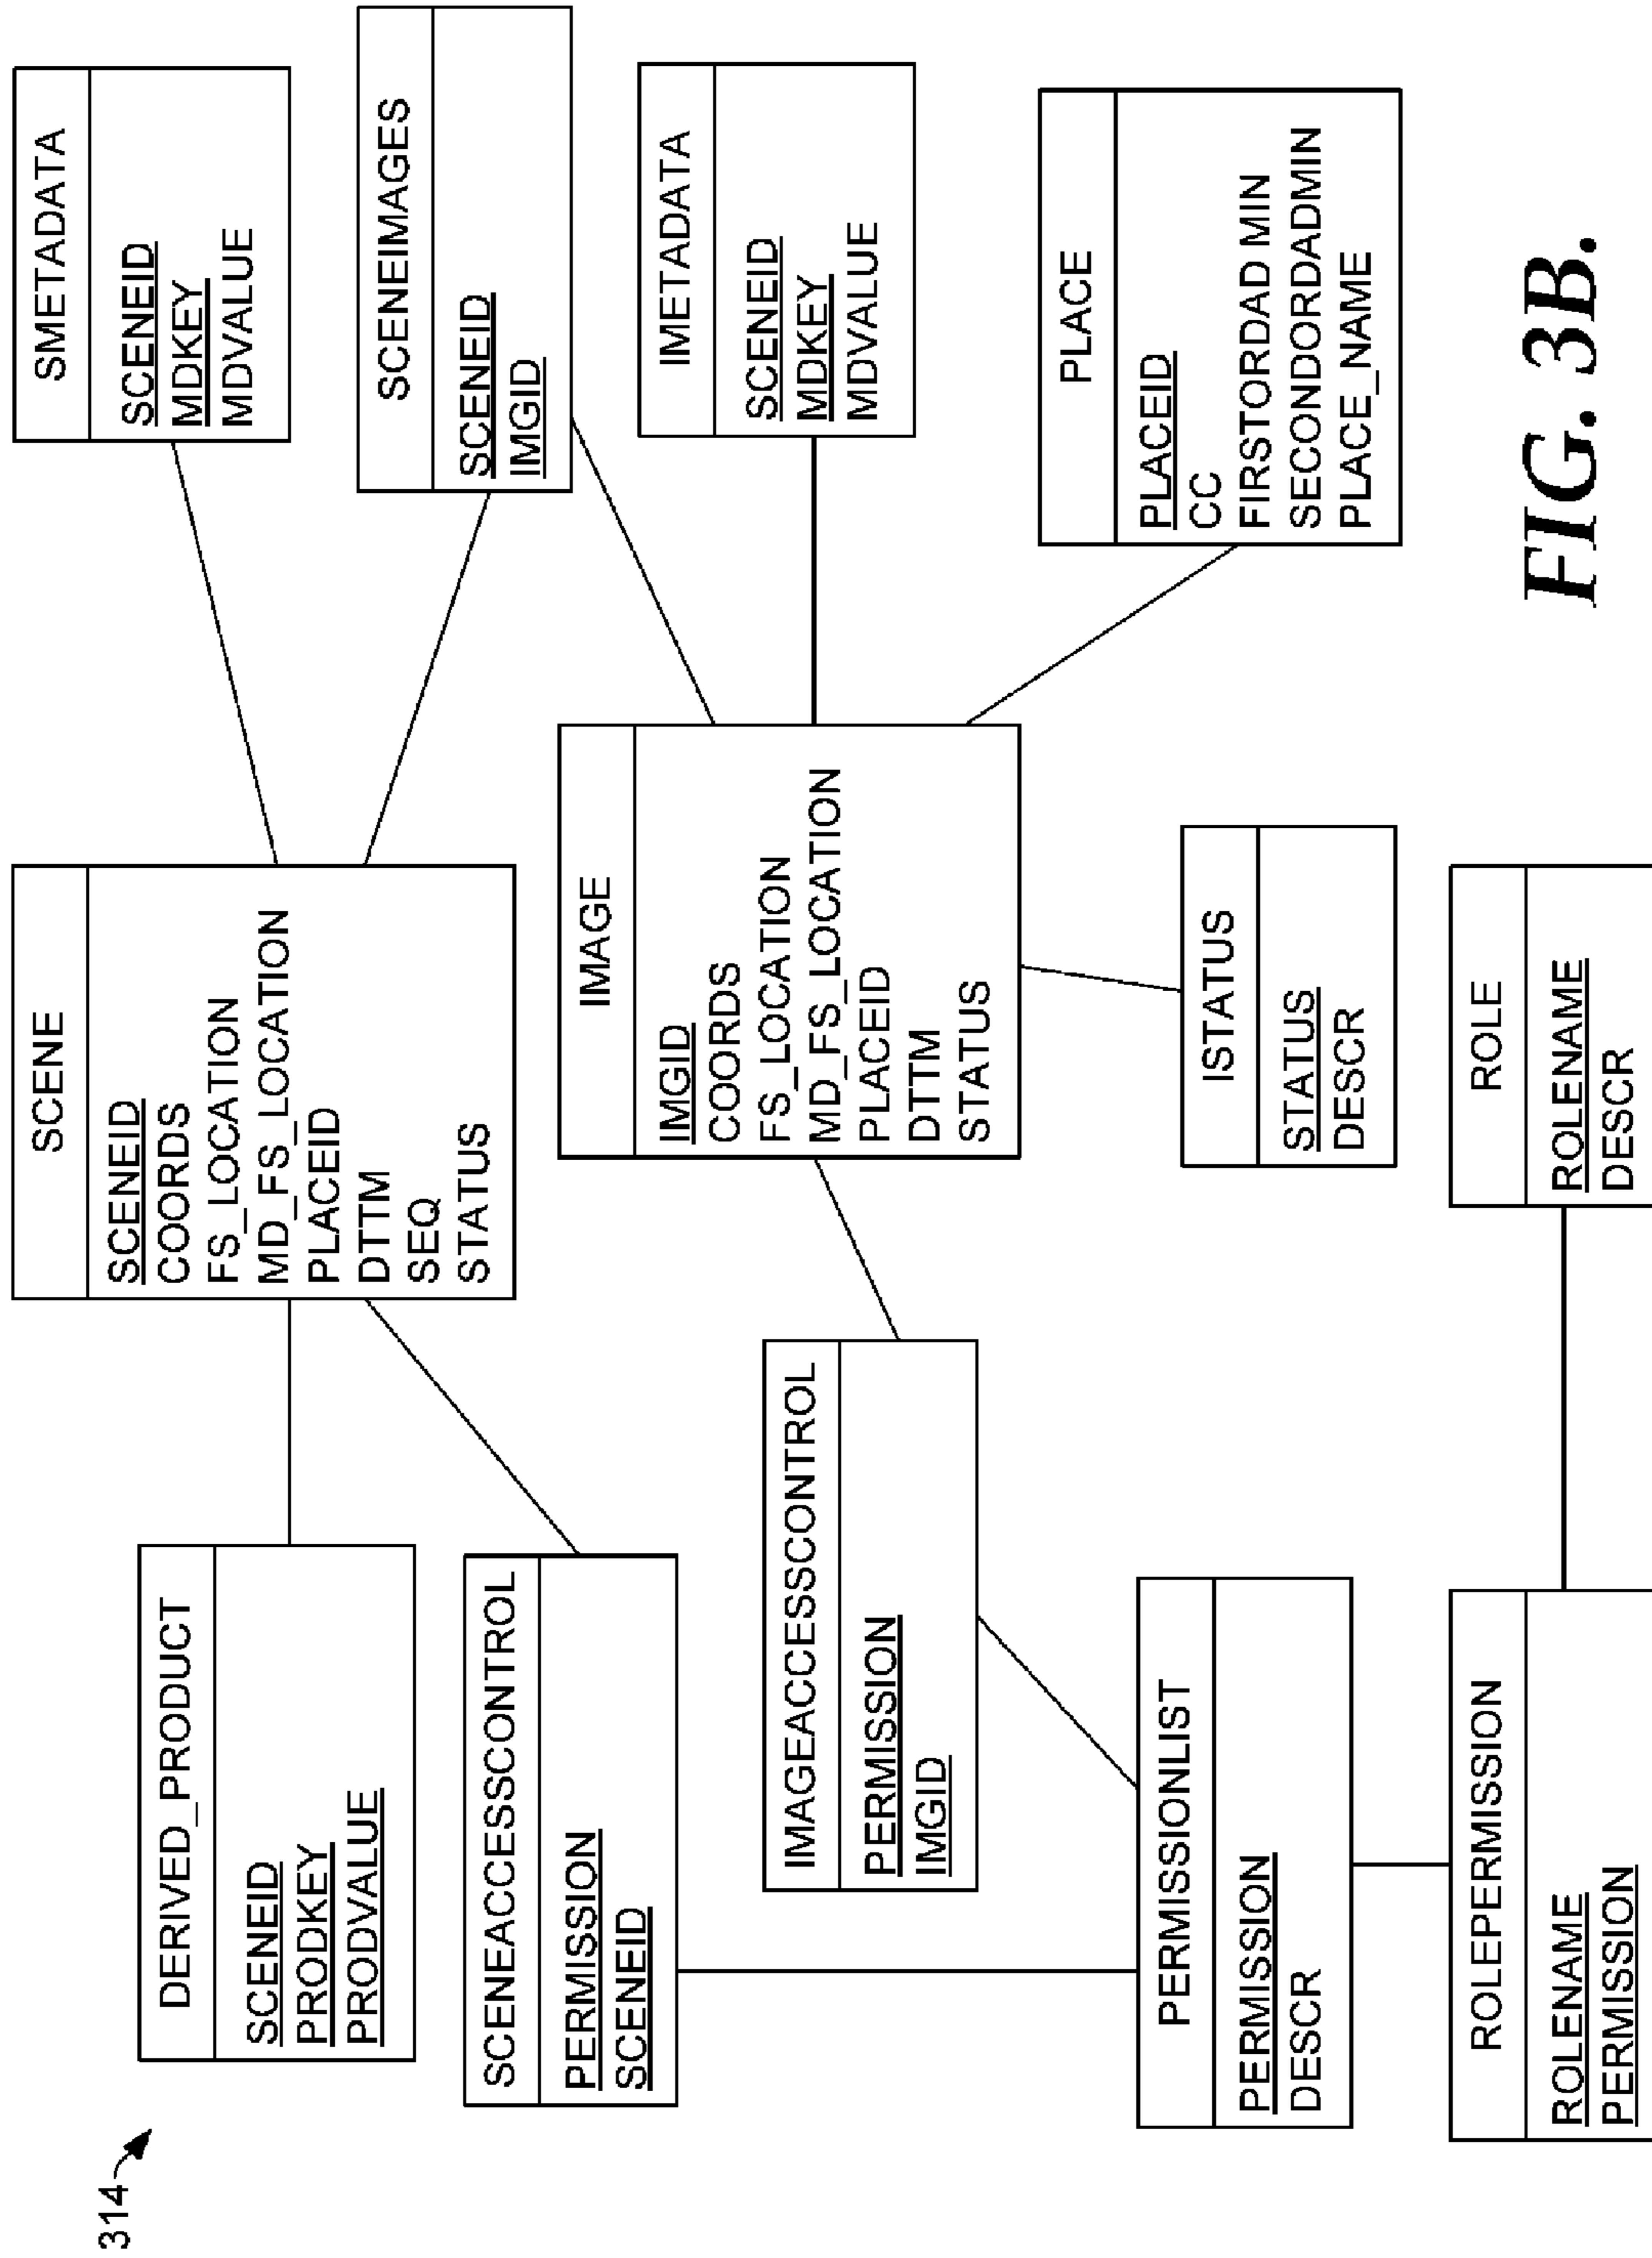 314
DERIVED_PRODUCT
SCENEID
PRODKEY
PRODVALUE
SCENE
SCENEID
COORDS
FS_LOCATION
MD_FS_LOCATION
PLACEID
DTTM
SEQ
STATUS
SMETADATA
SCENEID
MDKEY
MDVALUE
SCENEACCESSCONTROL
PERMISSION
SCENEID
SCENEIMAGES
SCENEID
IMGID
IMAGEACCESSCONTROL
PERMISSION
IMGID
IMAGE
IMGID
COORDS
FS_LOCATION
MD_FS_LOCATION
PLACEID
DTTM
STATUS
IMETADATA
SCENEID
MDKEY
MDVALUE
PERMISSIONLIST
PERMISSION
DESCR
ISTATUS
STATUS
DESCR
PLACE
PLACEID
CC
FIRSTORDAD MIN
SECONDORDADMIN
PLACE_NAME
ROLEPERMISSION
ROLENAME
PERMISSION
ROLE
ROLENAME
DESCR
FIG. 3B.